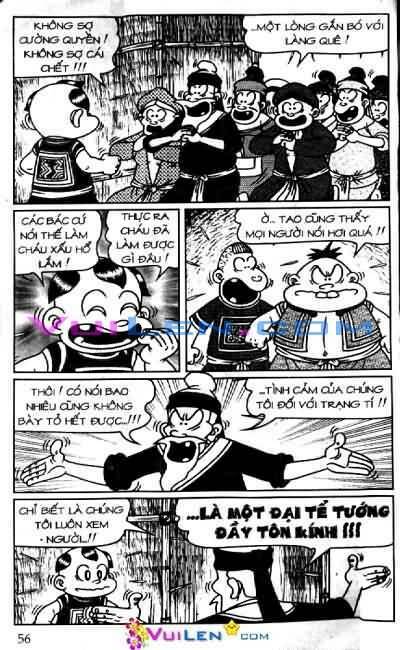 KHÔNG SỢ
CƯỜNG QUYỀN!
KHÔNG SỢ CÁI
CHẾT !!!
...MỘT LÒNG GẮN BÓ VỚI
LÀNG QUÊ!
CÁC BÁC CỨ
NÓI THẾ LÀM
CHÁU XẤU HỔ
LẮM!
THỰC RA
CHÁU ĐÃ
LÀM ĐƯỢC
GÌ ĐÂU!
Ờ.. TAO CŨNG THẤY
MỌI NGƯỜI NÓI HƠI QUÁ!!
VUILEN.COM
THÔI! CÓ NÓI BAO
NHIÊU CŨNG KHÔNG
BÀY TỎ HẾT ĐƯỢC...!!!
...TÌNH CẢM CỦA CHÚNG
TÔI ĐỐI VỚI TRẠNG TÍ!!
CHỈ BIẾT LÀ CHÚNG
TÔI LUÔN XEM
NGƯỜI..!!
...LÀ MỘT ĐẠI TỂ TƯỚNG
ĐẦY TÔN KÍNH!!!
56
VUILEN.COM